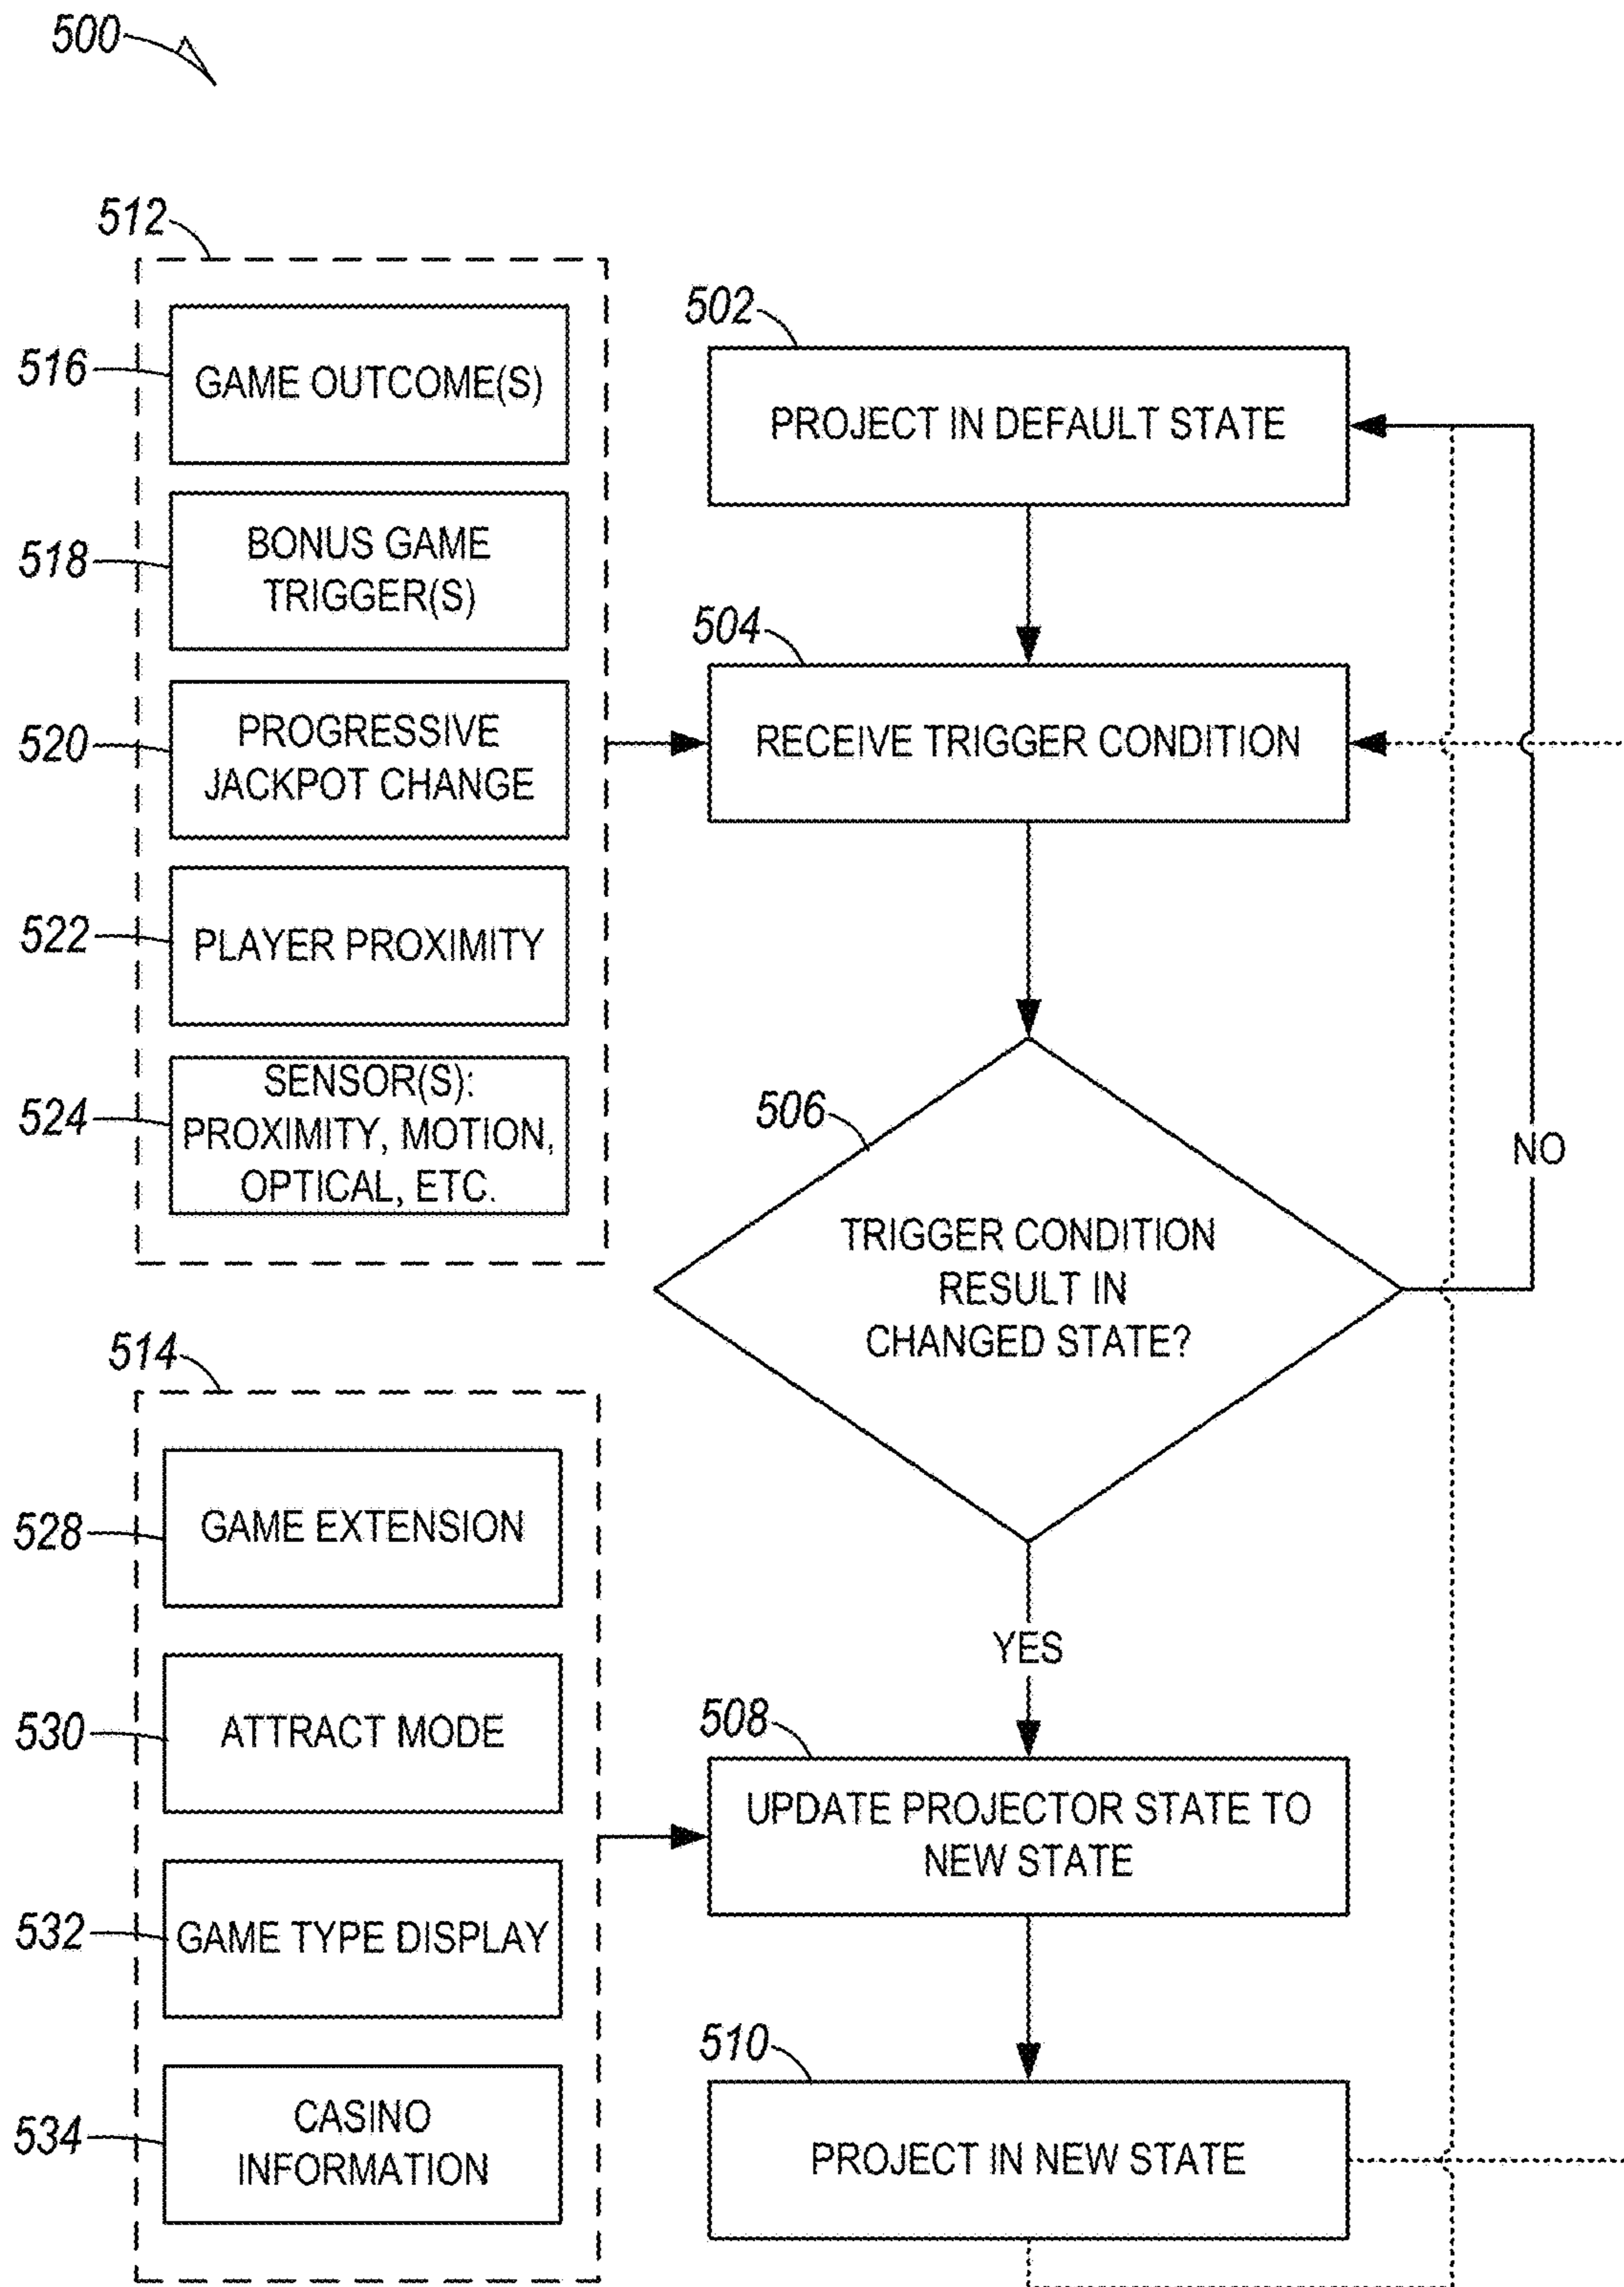 500
512
516
GAME OUTCOME(S)
518
BONUS GAME
TRIGGER(S)
520
PROGRESSIVE
JACKPOT CHANGE
522
PLAYER PROXIMITY
524
SENSOR(S):
PROXIMITY, MOTION,
OPTICAL, ETC.
502
PROJECT IN DEFAULT STATE
504
RECEIVE TRIGGER CONDITION
506
TRIGGER CONDITION
RESULT IN
CHANGED STATE?
NO
YES
514
528
GAME EXTENSION
530
ATTRACT MODE
532
GAME TYPE DISPLAY
534
CASINO
INFORMATION
508
UPDATE PROJECTOR STATE TO
NEW STATE
510
PROJECT IN NEW STATE